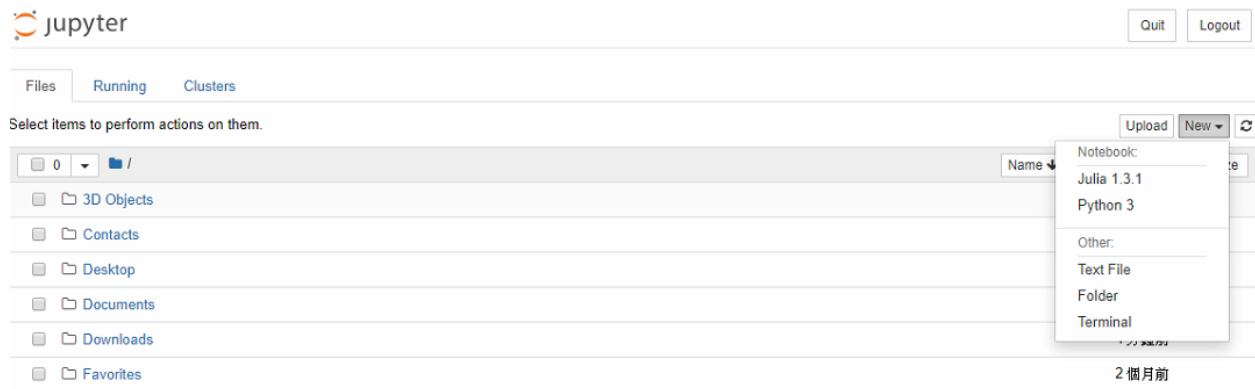 jupyter
Quit Logout
Files Running Clusters
Select items to perform actions on them.
Upload New
0 / Name
Notebook:
Julia 1.3.1
Python 3
Other:
Text File
Folder
Terminal
3D Objects
Contacts
Desktop
Documents
Downloads
Favorites 2 個月前